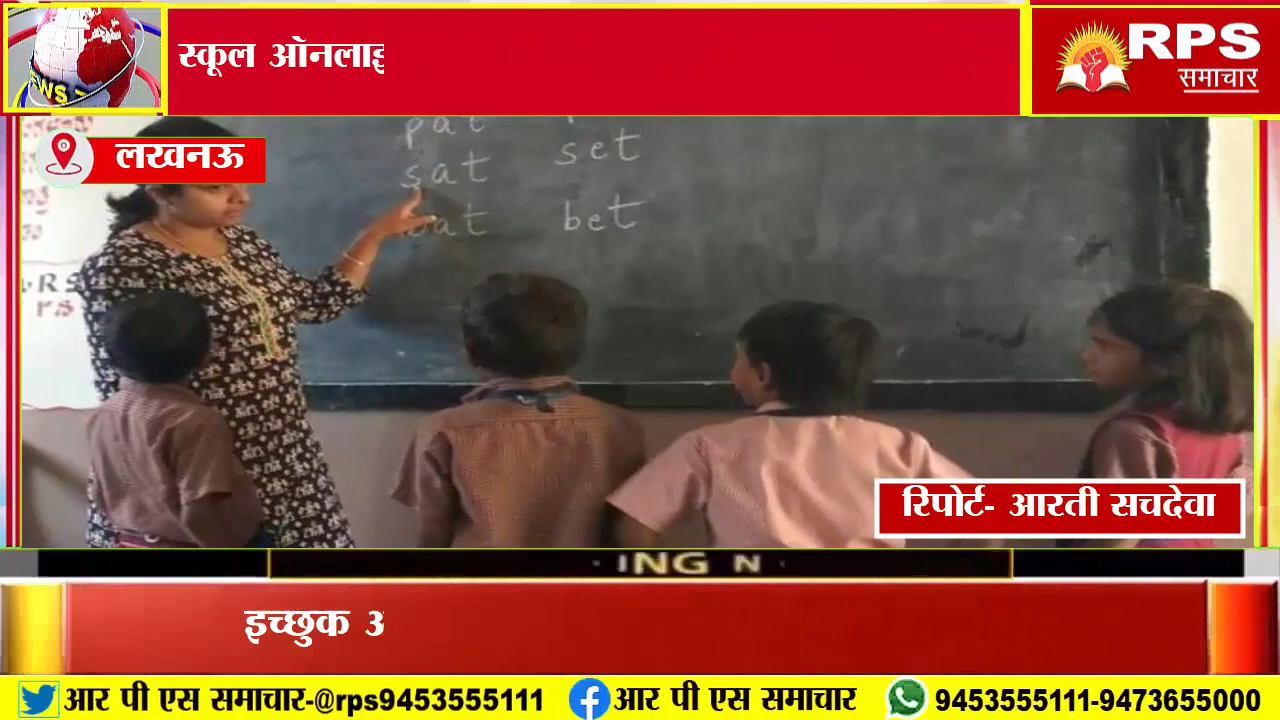 स्कूल ऑनलाइ
RPS
समाचार
लखनऊ
pat
sat set
bat bet
रिपोर्ट- आरती सचदेवा
ING N
इच्छुक
आर पी एस समाचार-@rps9453555111
आर पी एस समाचार
9453555111-9473655000